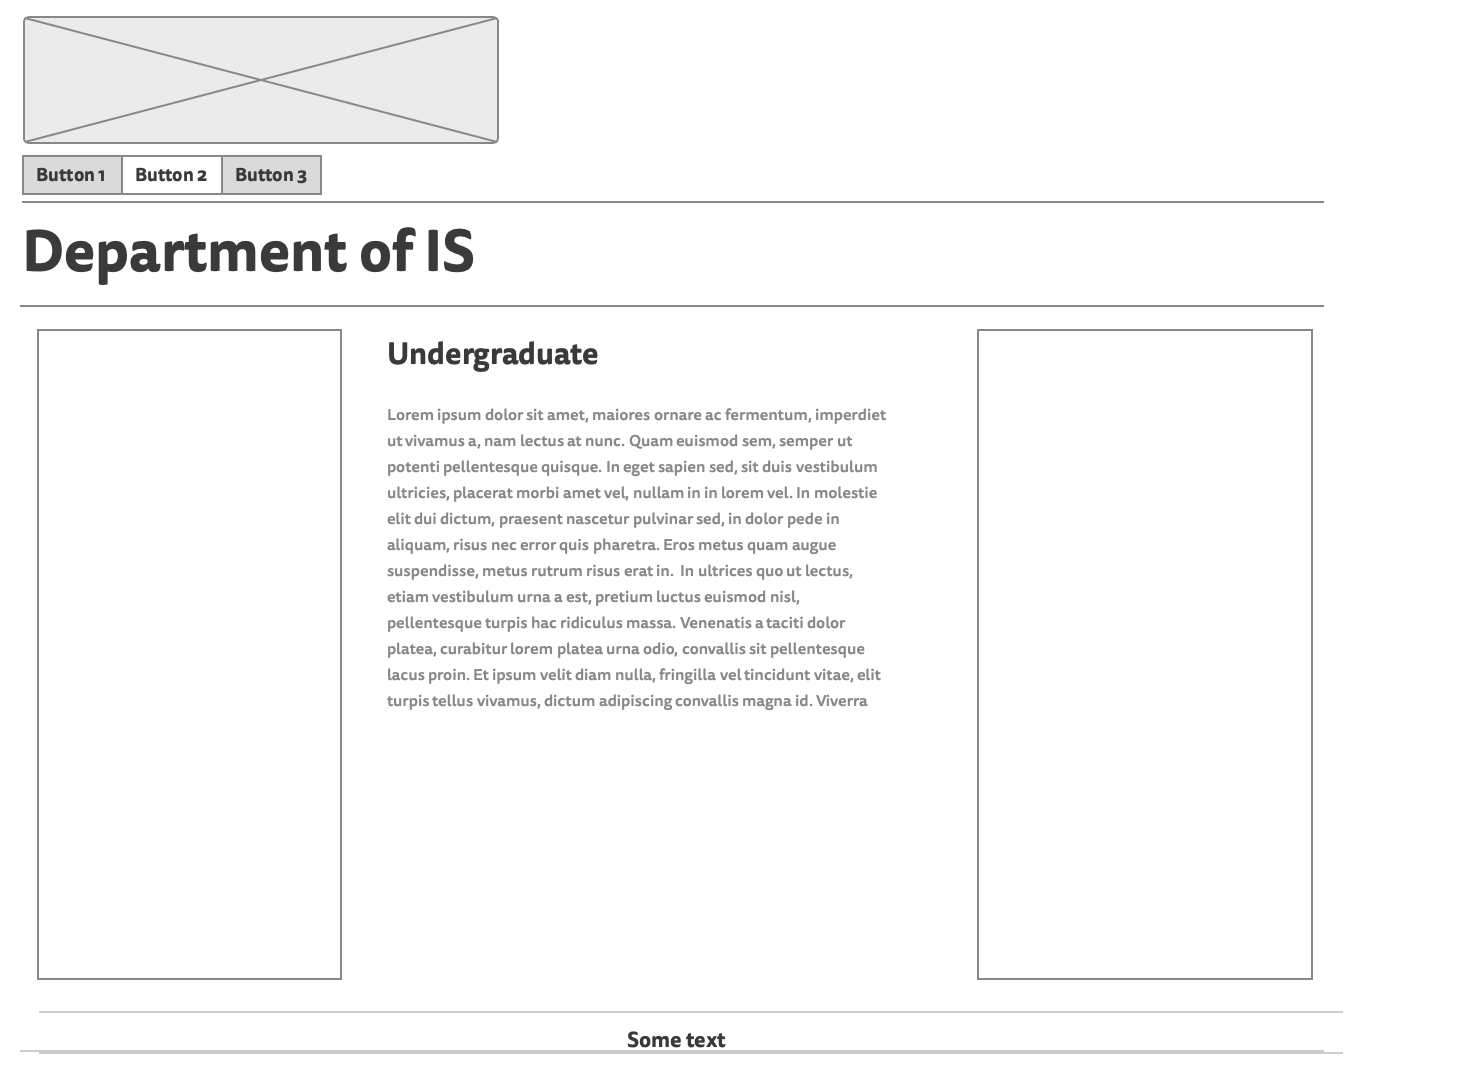 Button 1
Button 2
Button 3
Department of IS
Undergraduate
Lorem ipsum dolor sit amet, maiores ornare ac fermentum, imperdiet
ut vivamus a, nam lectus at nunc. Quam euismod sem, semper ut
potenti pellentesque quisque. In eget sapien sed, sit duis vestibulum
ultricies, placerat morbi amet vel, nullam in in lorem vel. In molestie
elit dui dictum, praesent nascetur pulvinar sed, in dolor pede in
aliquam, risus nec error quis pharetra. Eros metus quam augue
suspendisse, metus rutrum risus erat in.  In ultrices quo ut lectus,
etiam vestibulum urna a est, pretium luctus euismod nisl,
pellentesque turpis hac ridiculus massa. Venenatis a taciti dolor
platea, curabitur lorem platea urna odio, convallis sit pellentesque
lacus proin. Et ipsum velit diam nulla, fringilla vel tincidunt vitae, elit
turpis tellus vivamus, dictum adipiscing convallis magna id. Viverra
Some text